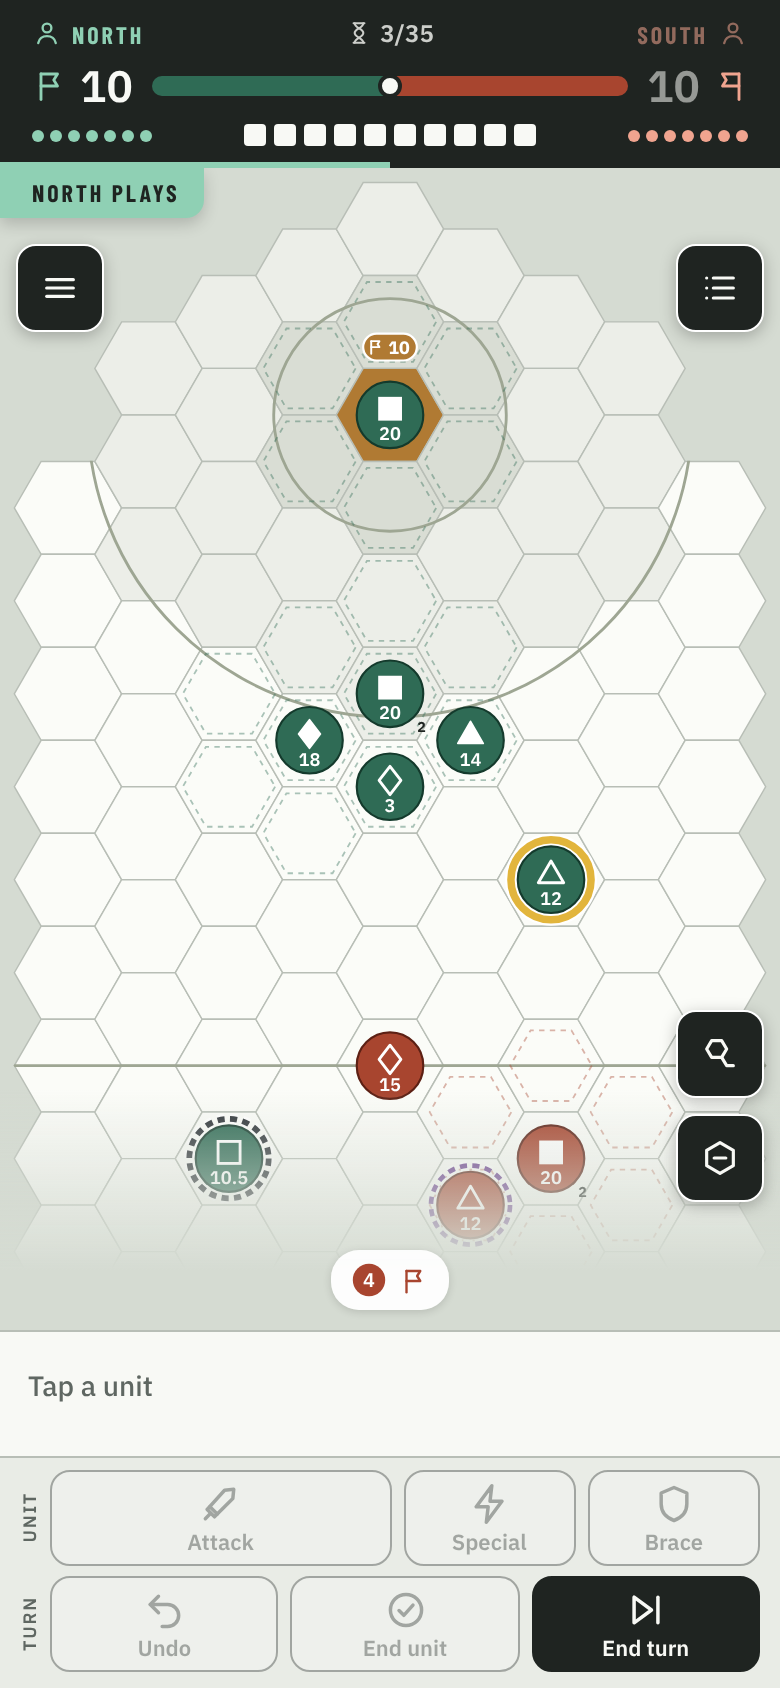 NORTH
3/35
SOUTH
10
10
NORTH PLAYS
10
20
20
2
18
14
3
12
15
10.5
20
2
12
4
Tap a unit
UNIT
Attack
Special
Brace
TURN
Undo
End unit
End turn